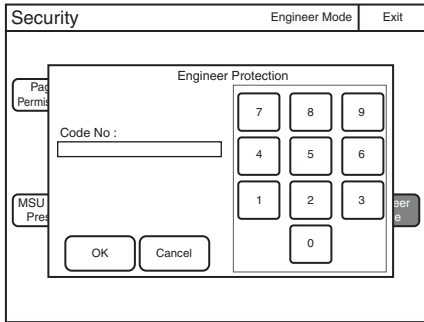 Security Engineer Mode Exit
Engineer Protection
Code No :
7 8 9
4 5 6
1 2 3
0
OK Cancel
MSU